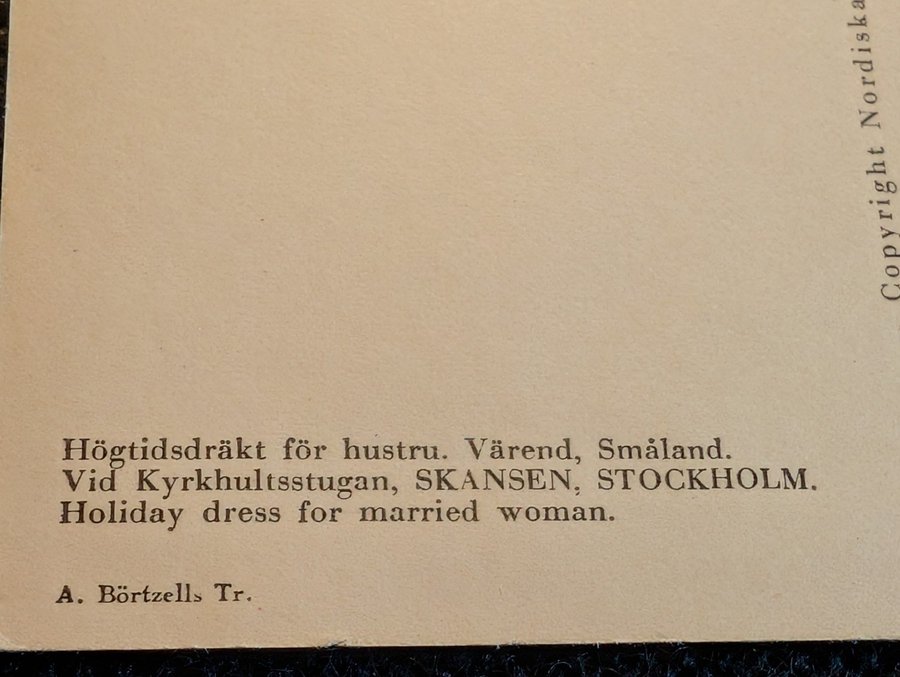 Högtidsdräkt för hustru. Värend, Småland.
Vid Kyrkhultsstugan, SKANSEN, STOCKHOLM.
Holiday dress for married woman.
A. Börtzells Tr.
Copyright Nordiska